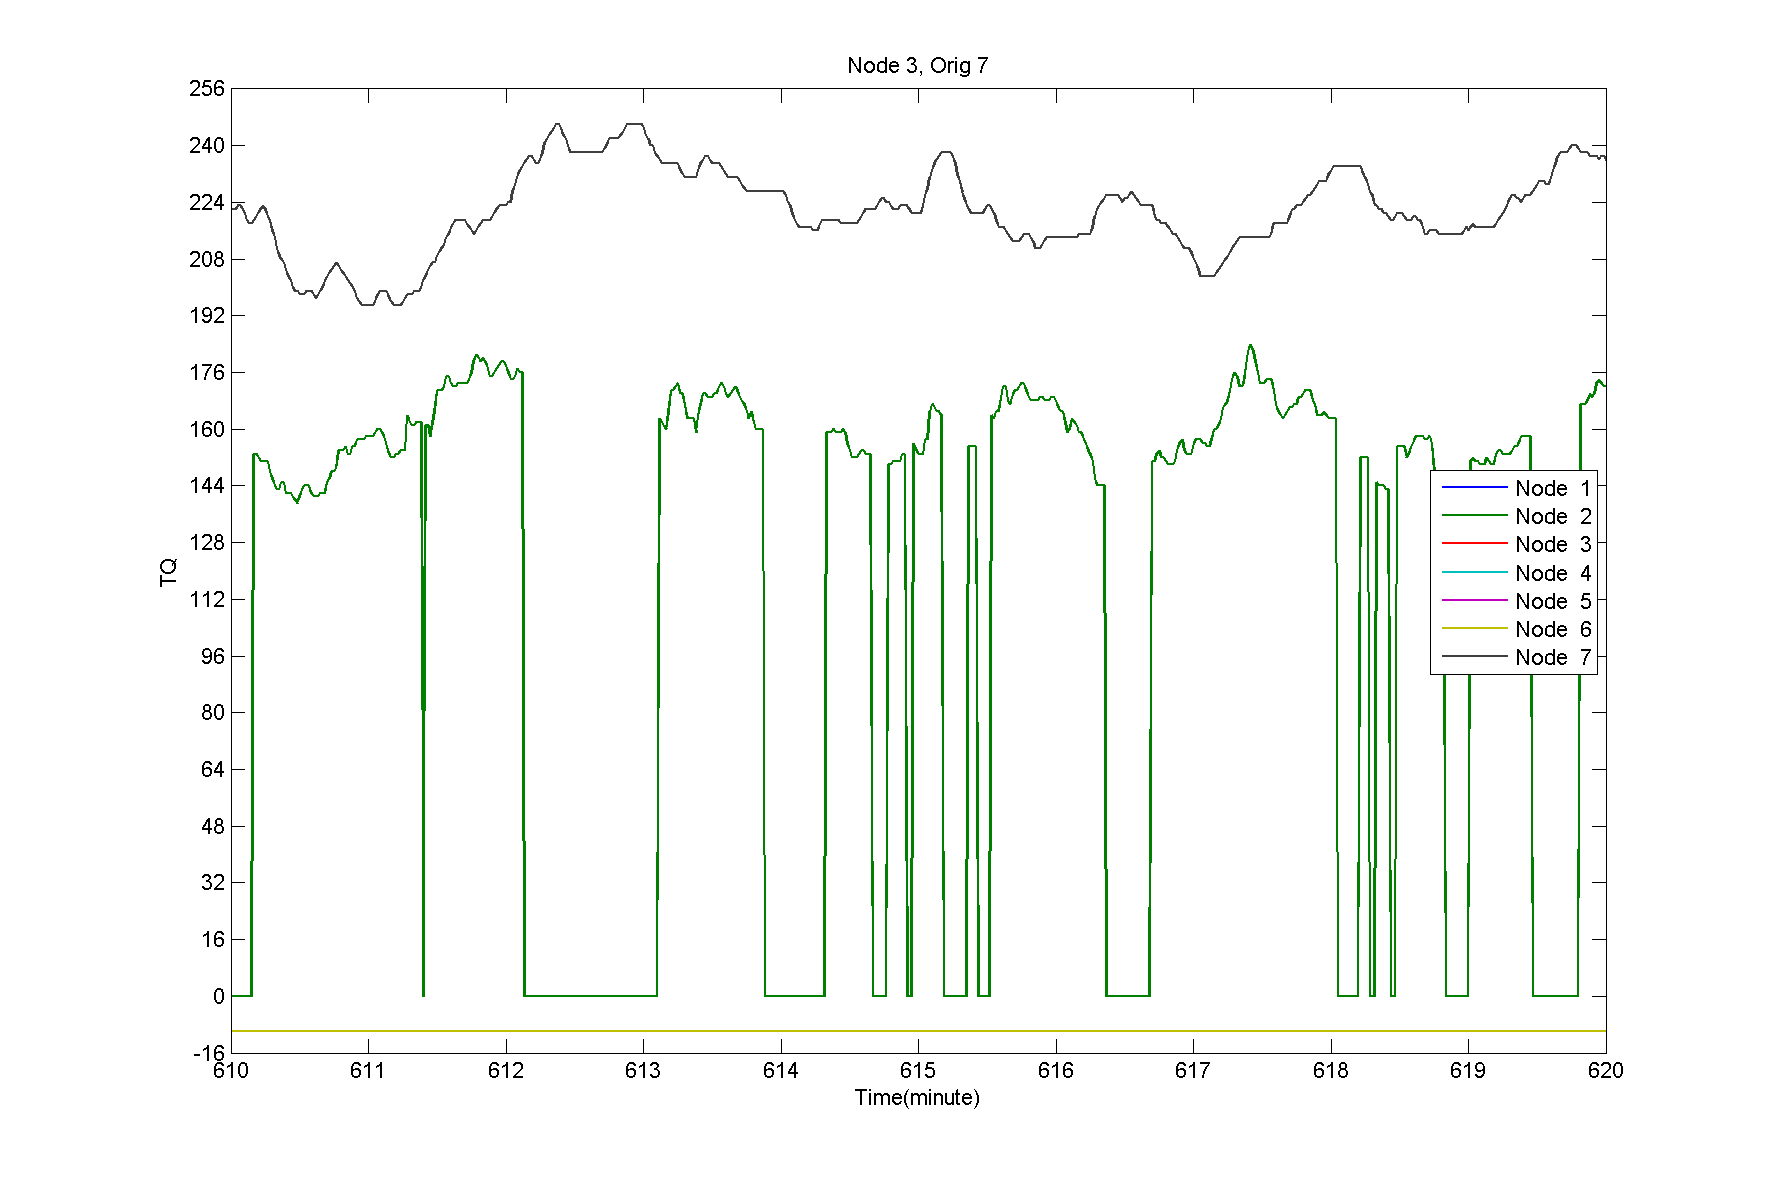 Node 3, Orig 7
256
240
224
208
192
176
160
144
128
112
96
80
64
48
32
16
0
-16
TQ
Node 1
Node 2
Node 3
Node 4
Node 5
Node 6
Node 7
610 611 612 613 614 615 616 617 618 619 620
Time(minute)